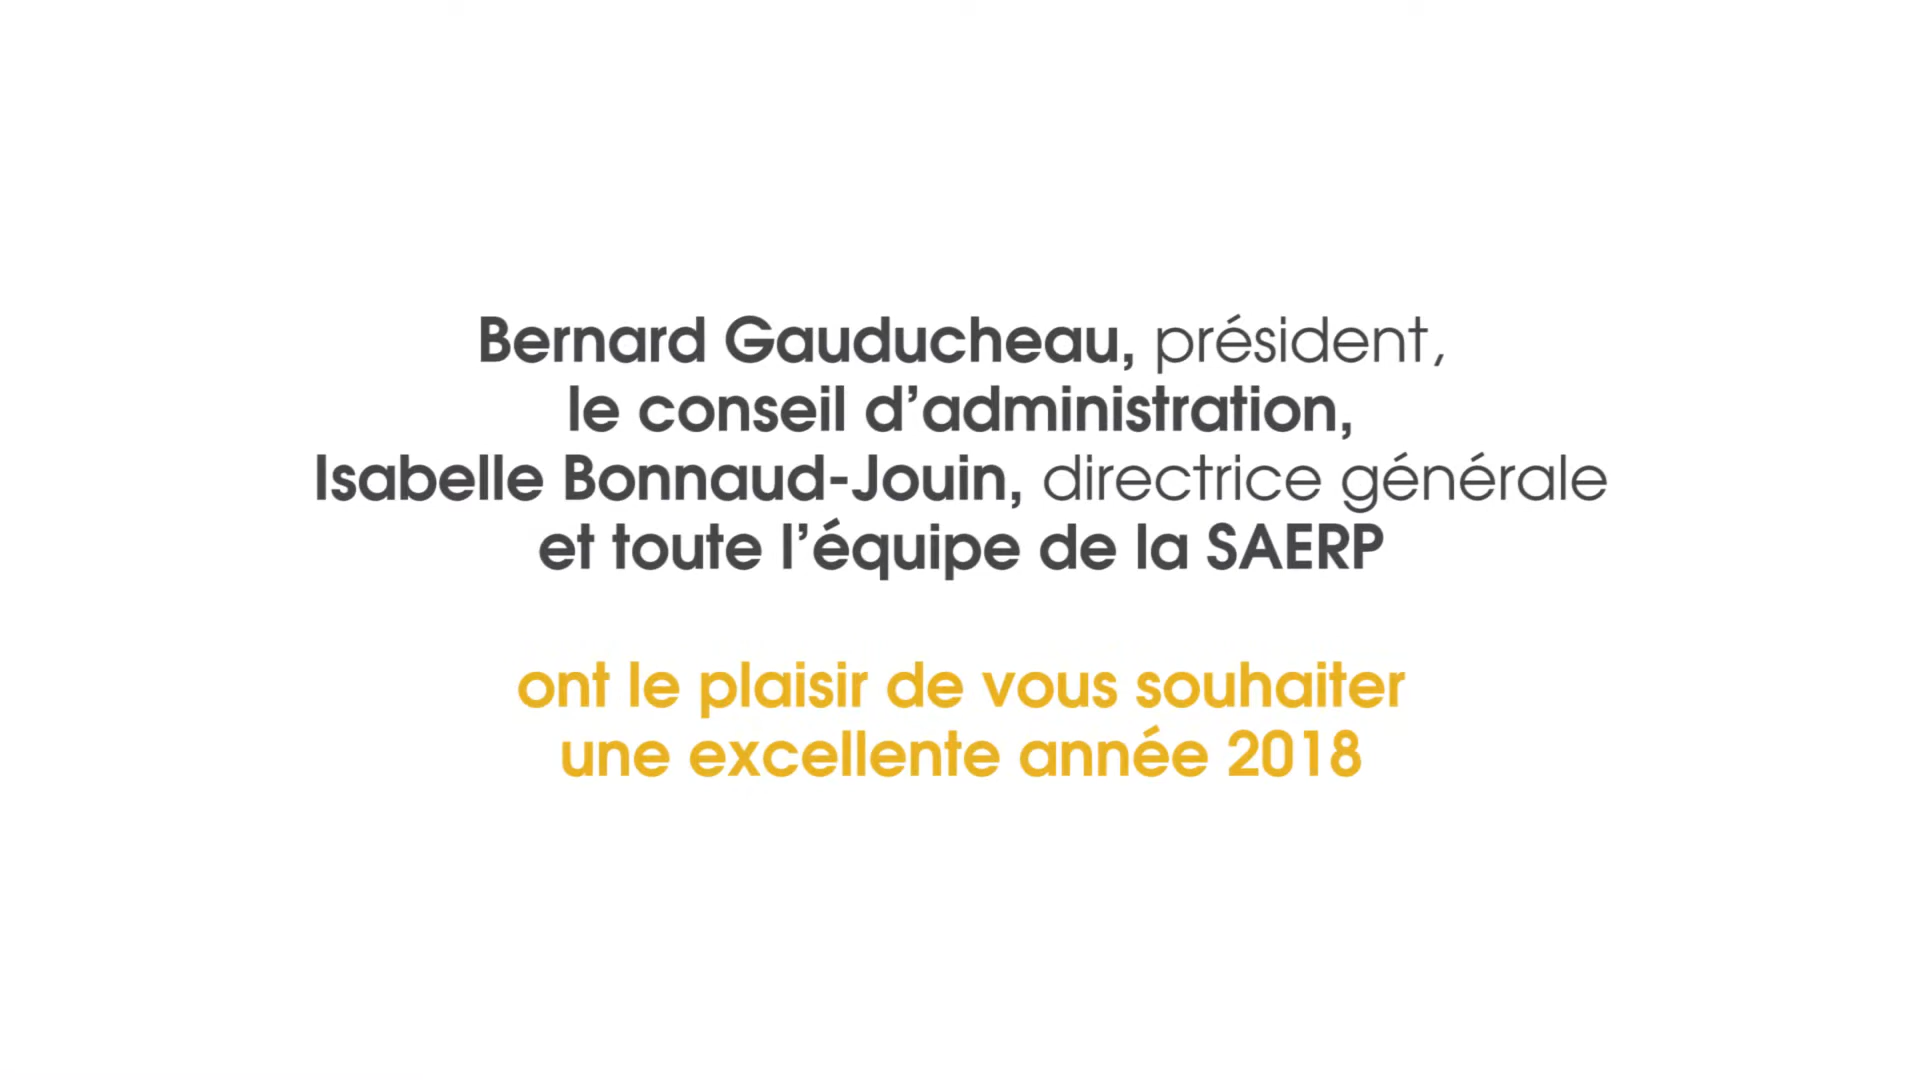 Bernard Gauducheau, président,
le conseil d’administration,
Isabelle Bonnaud-Jouin, directrice générale
et toute l’équipe de la SAERP
ont le plaisir de vous souhaiter
une excellente année 2018